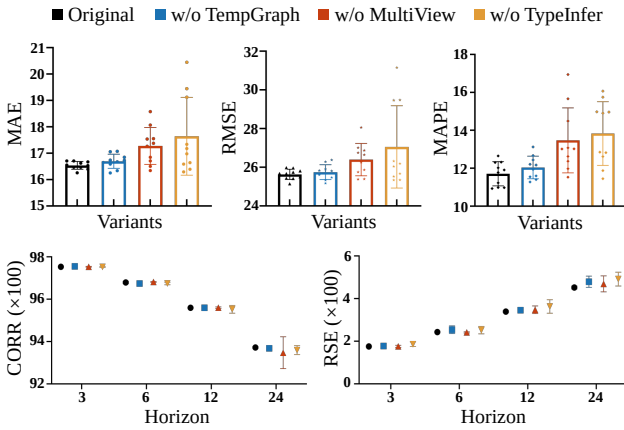 Original w/o TempGraph w/o MultiView w/o TypeInfer
MAE
21
20
19
18
17
16
15
Variants
RMSE
32
30
28
26
24
Variants
MAPE
18
16
14
12
10
Variants
CORR (×100)
98
96
94
92
3 6 12 24
Horizon
RSE (×100)
6
4
2
0
3 6 12 24
Horizon